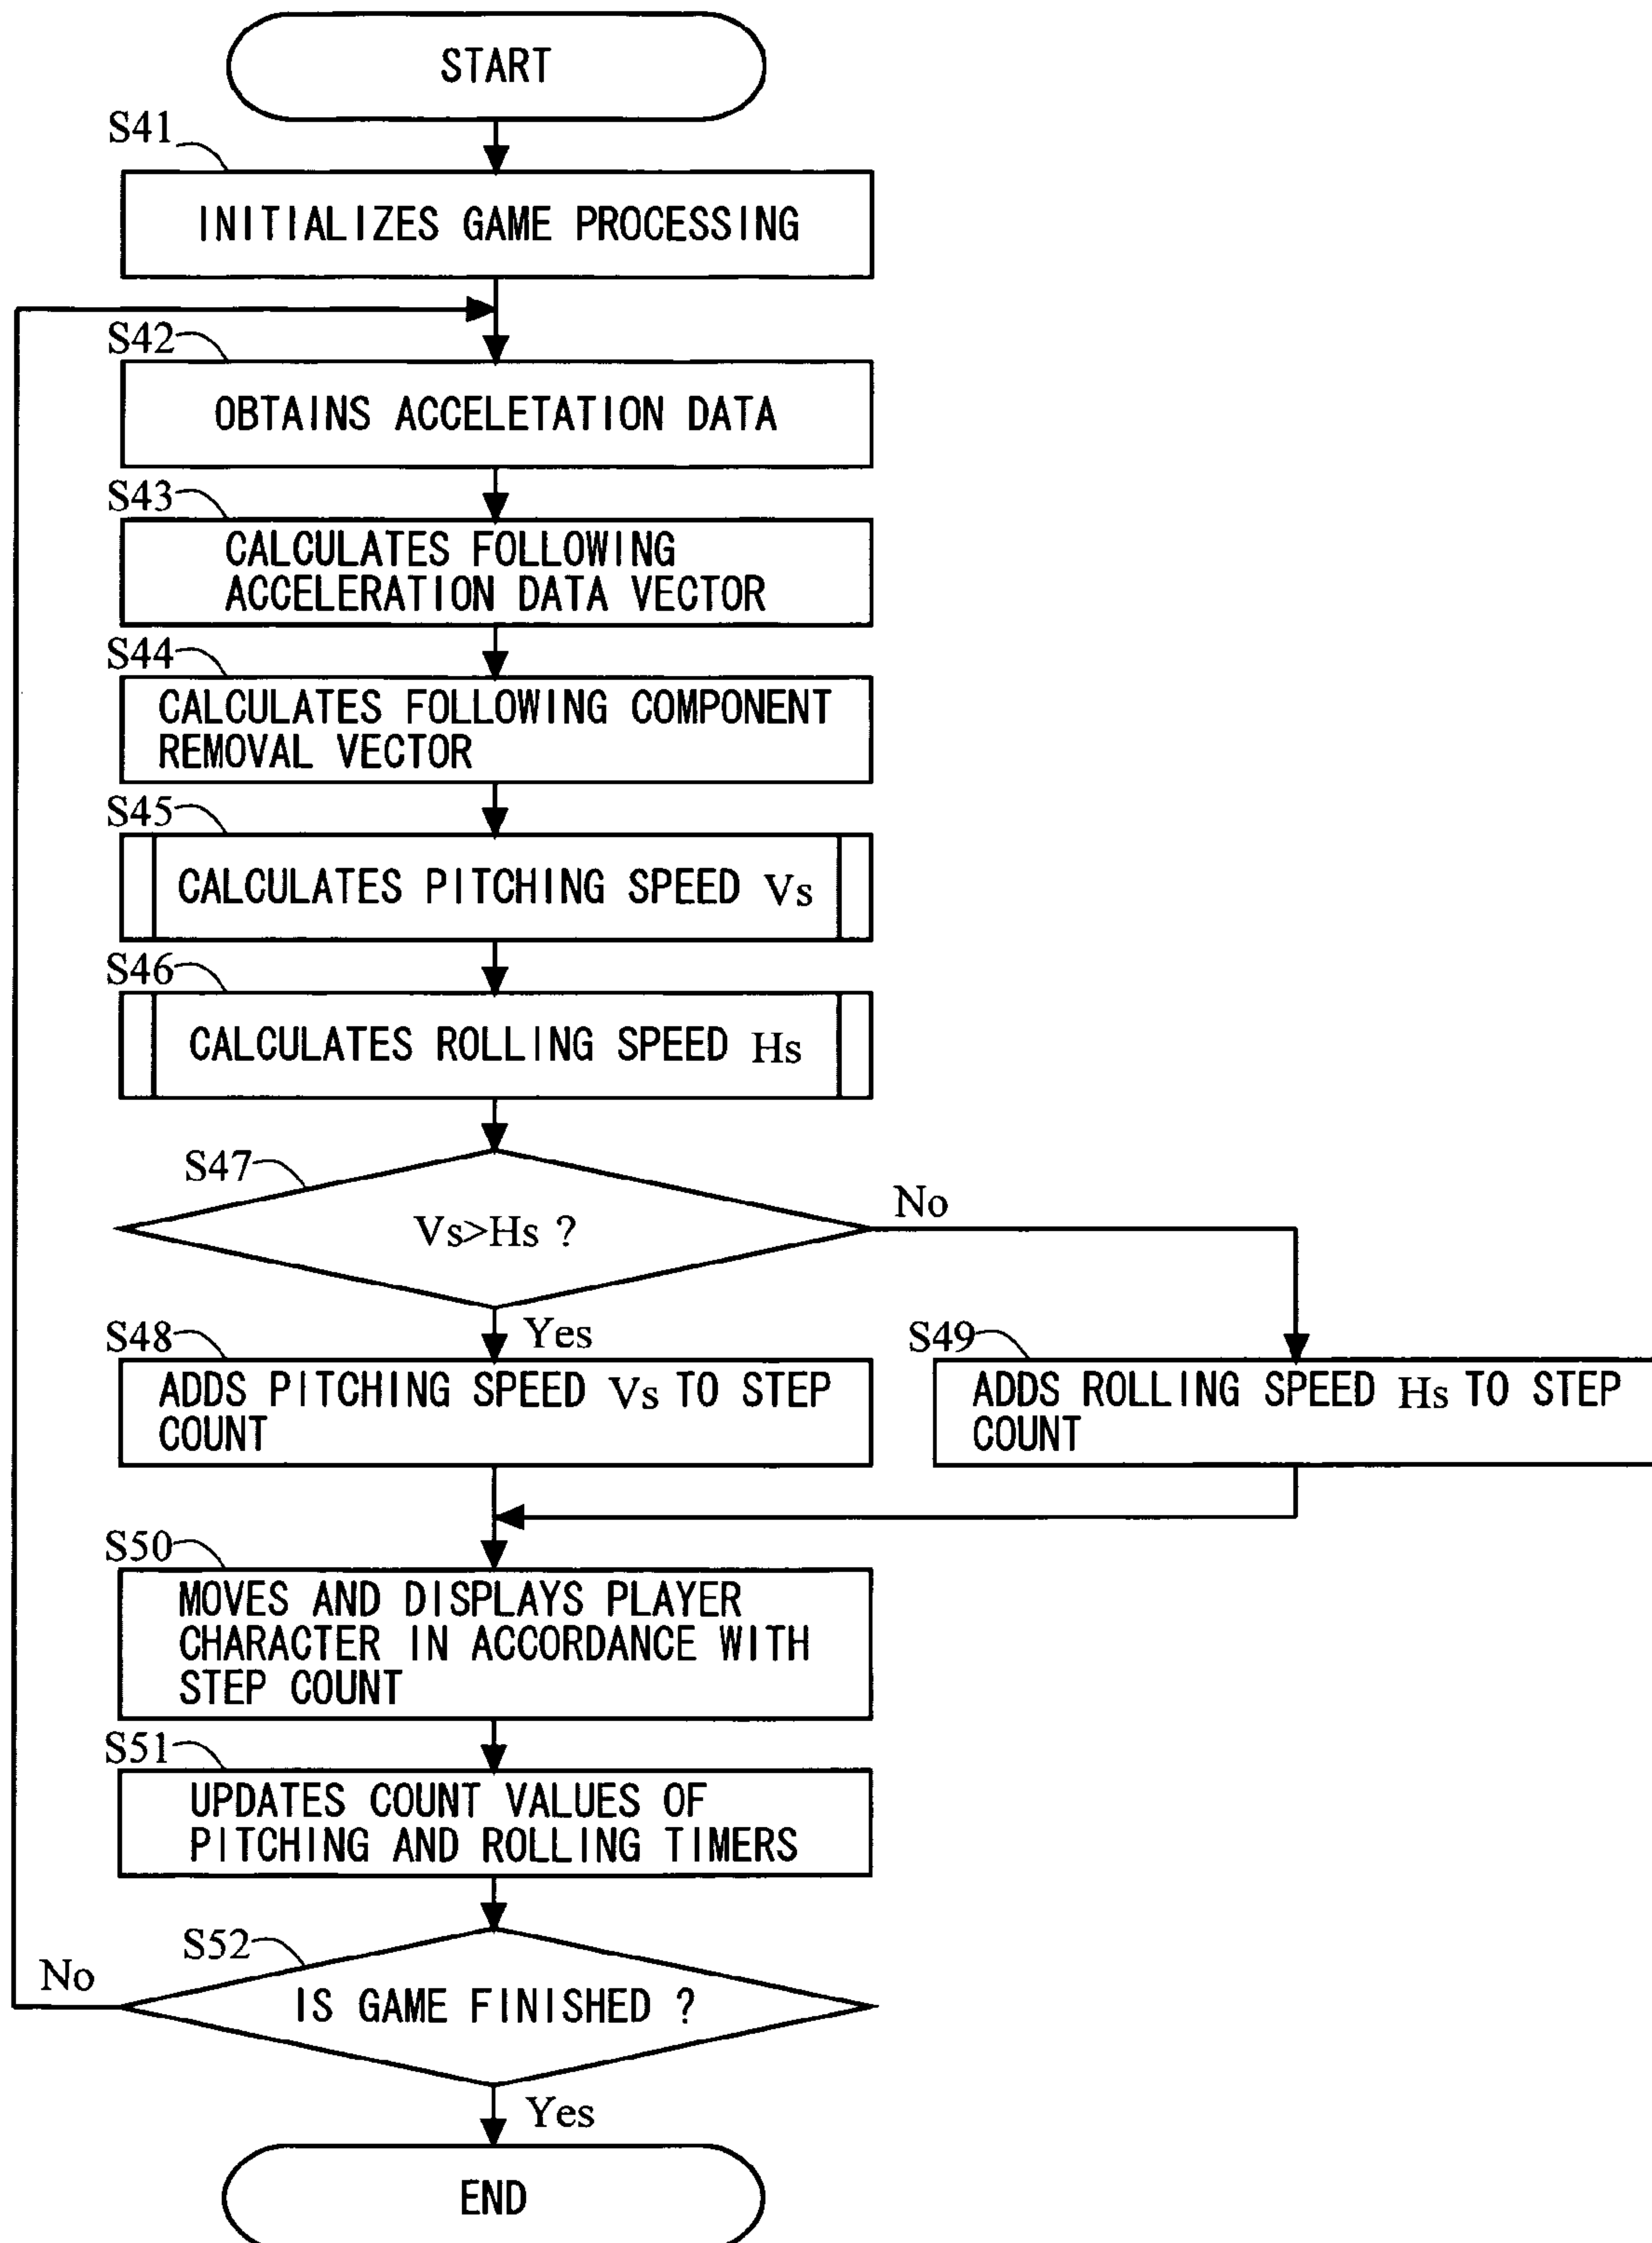 START
S41
INITIALIZES GAME PROCESSING
S42
OBTAINS ACCELETATION DATA
S43
CALCULATES FOLLOWING
ACCELERATION DATA VECTOR
S44
CALCULATES FOLLOWING COMPONENT
REMOVAL VECTOR
S45
CALCULATES PITCHING SPEED Vs
S46
CALCULATES ROLLING SPEED Hs
S47
Vs>Hs ?
No
Yes
S48
ADDS PITCHING SPEED Vs TO STEP
COUNT
S49
ADDS ROLLING SPEED Hs TO STEP
COUNT
S50
MOVES AND DISPLAYS PLAYER
CHARACTER IN ACCORDANCE WITH
STEP COUNT
S51
UPDATES COUNT VALUES OF
PITCHING AND ROLLING TIMERS
S52
No
IS GAME FINISHED ?
Yes
END